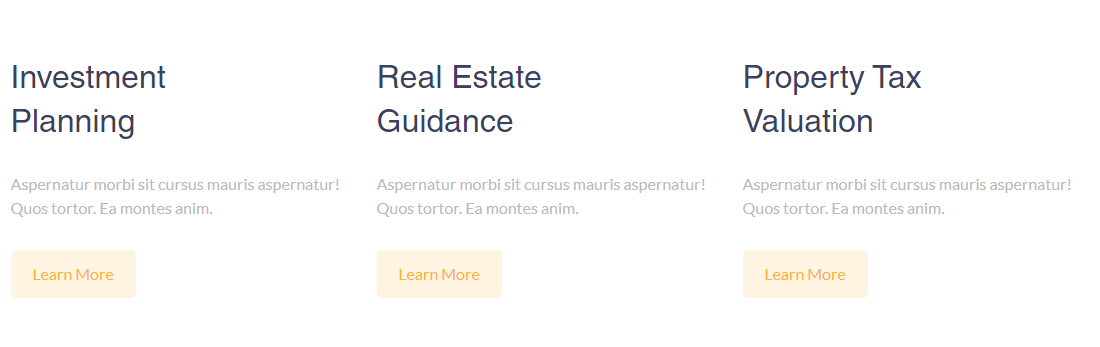 Investment
Planning
Aspernatur morbi sit cursus mauris aspernatur!
Quos tortor. Ea montes anim.
Learn More
Real Estate
Guidance
Aspernatur morbi sit cursus mauris aspernatur!
Quos tortor. Ea montes anim.
Learn More
Property Tax
Valuation
Aspernatur morbi sit cursus mauris aspernatur!
Quos tortor. Ea montes anim.
Learn More